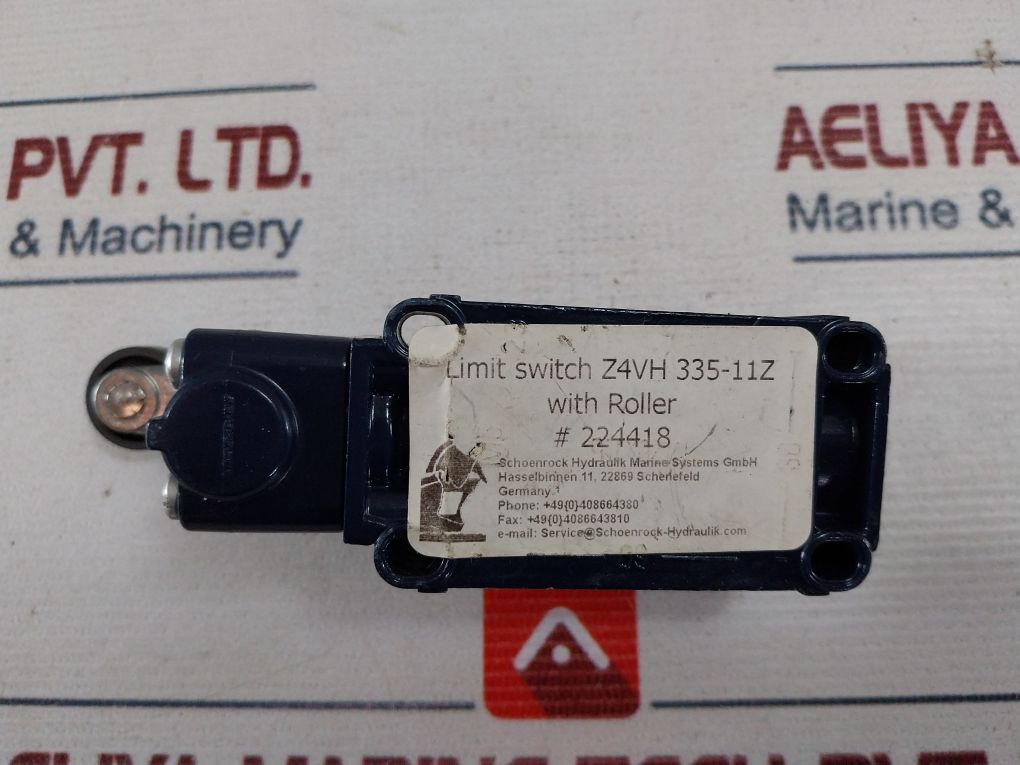 PVT. LTD.
& Machinery
AELIYA
Marine &
Limit switch Z4VH 335-11Z
with Roller
# 224418
Schoenrock Hydraulik Marine Systems GmbH
Hasselbinnen 11, 22869 Schenefeld
Germany
Phone: +49{0}408664380
Fax: +49{0}4086643810
e-mail: Service@Schoenrock-Hydraulik.com